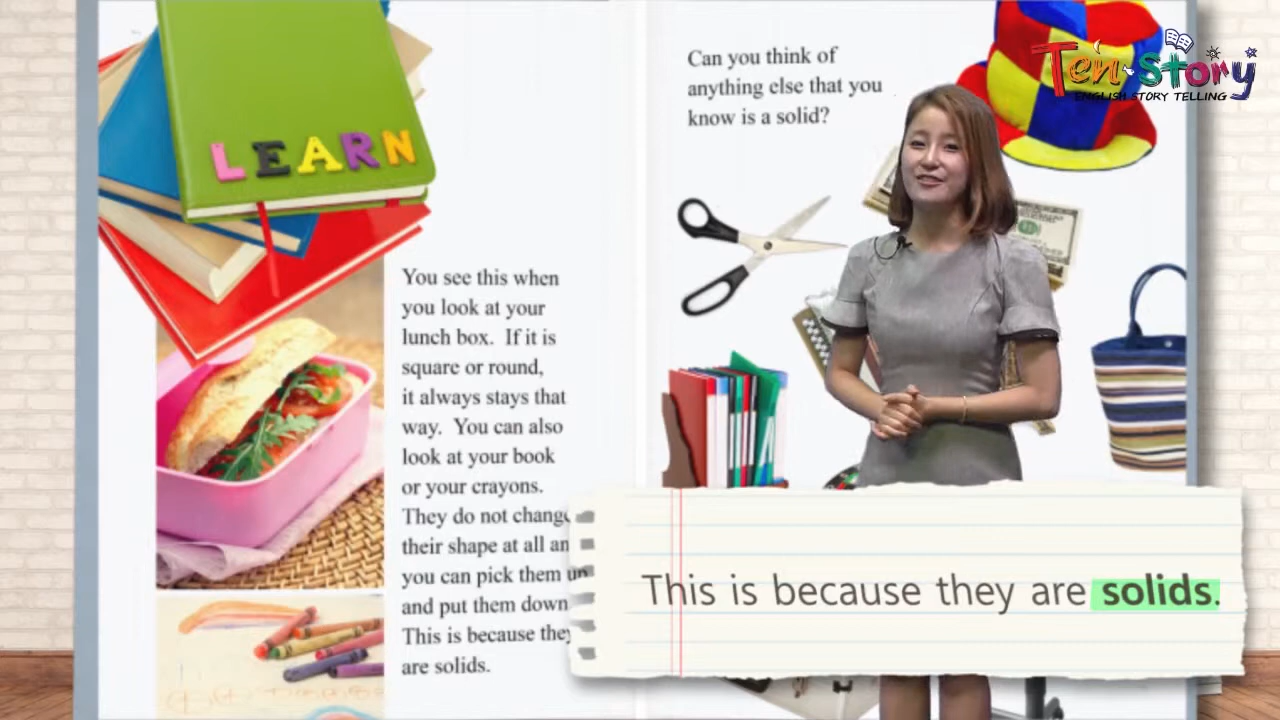 LEARN
You see this when
you look at your
lunch box. If it is
square or round,
it always stays that
way. You can also
look at your book
or your crayons.
They do not change
their shape at all an
you can pick them up
and put them down
This is because they
are solids.
Can you think of
anything else that you
know is a solid?
Ten Story
ENGLISH STORY TELLING
This is because they are solids.